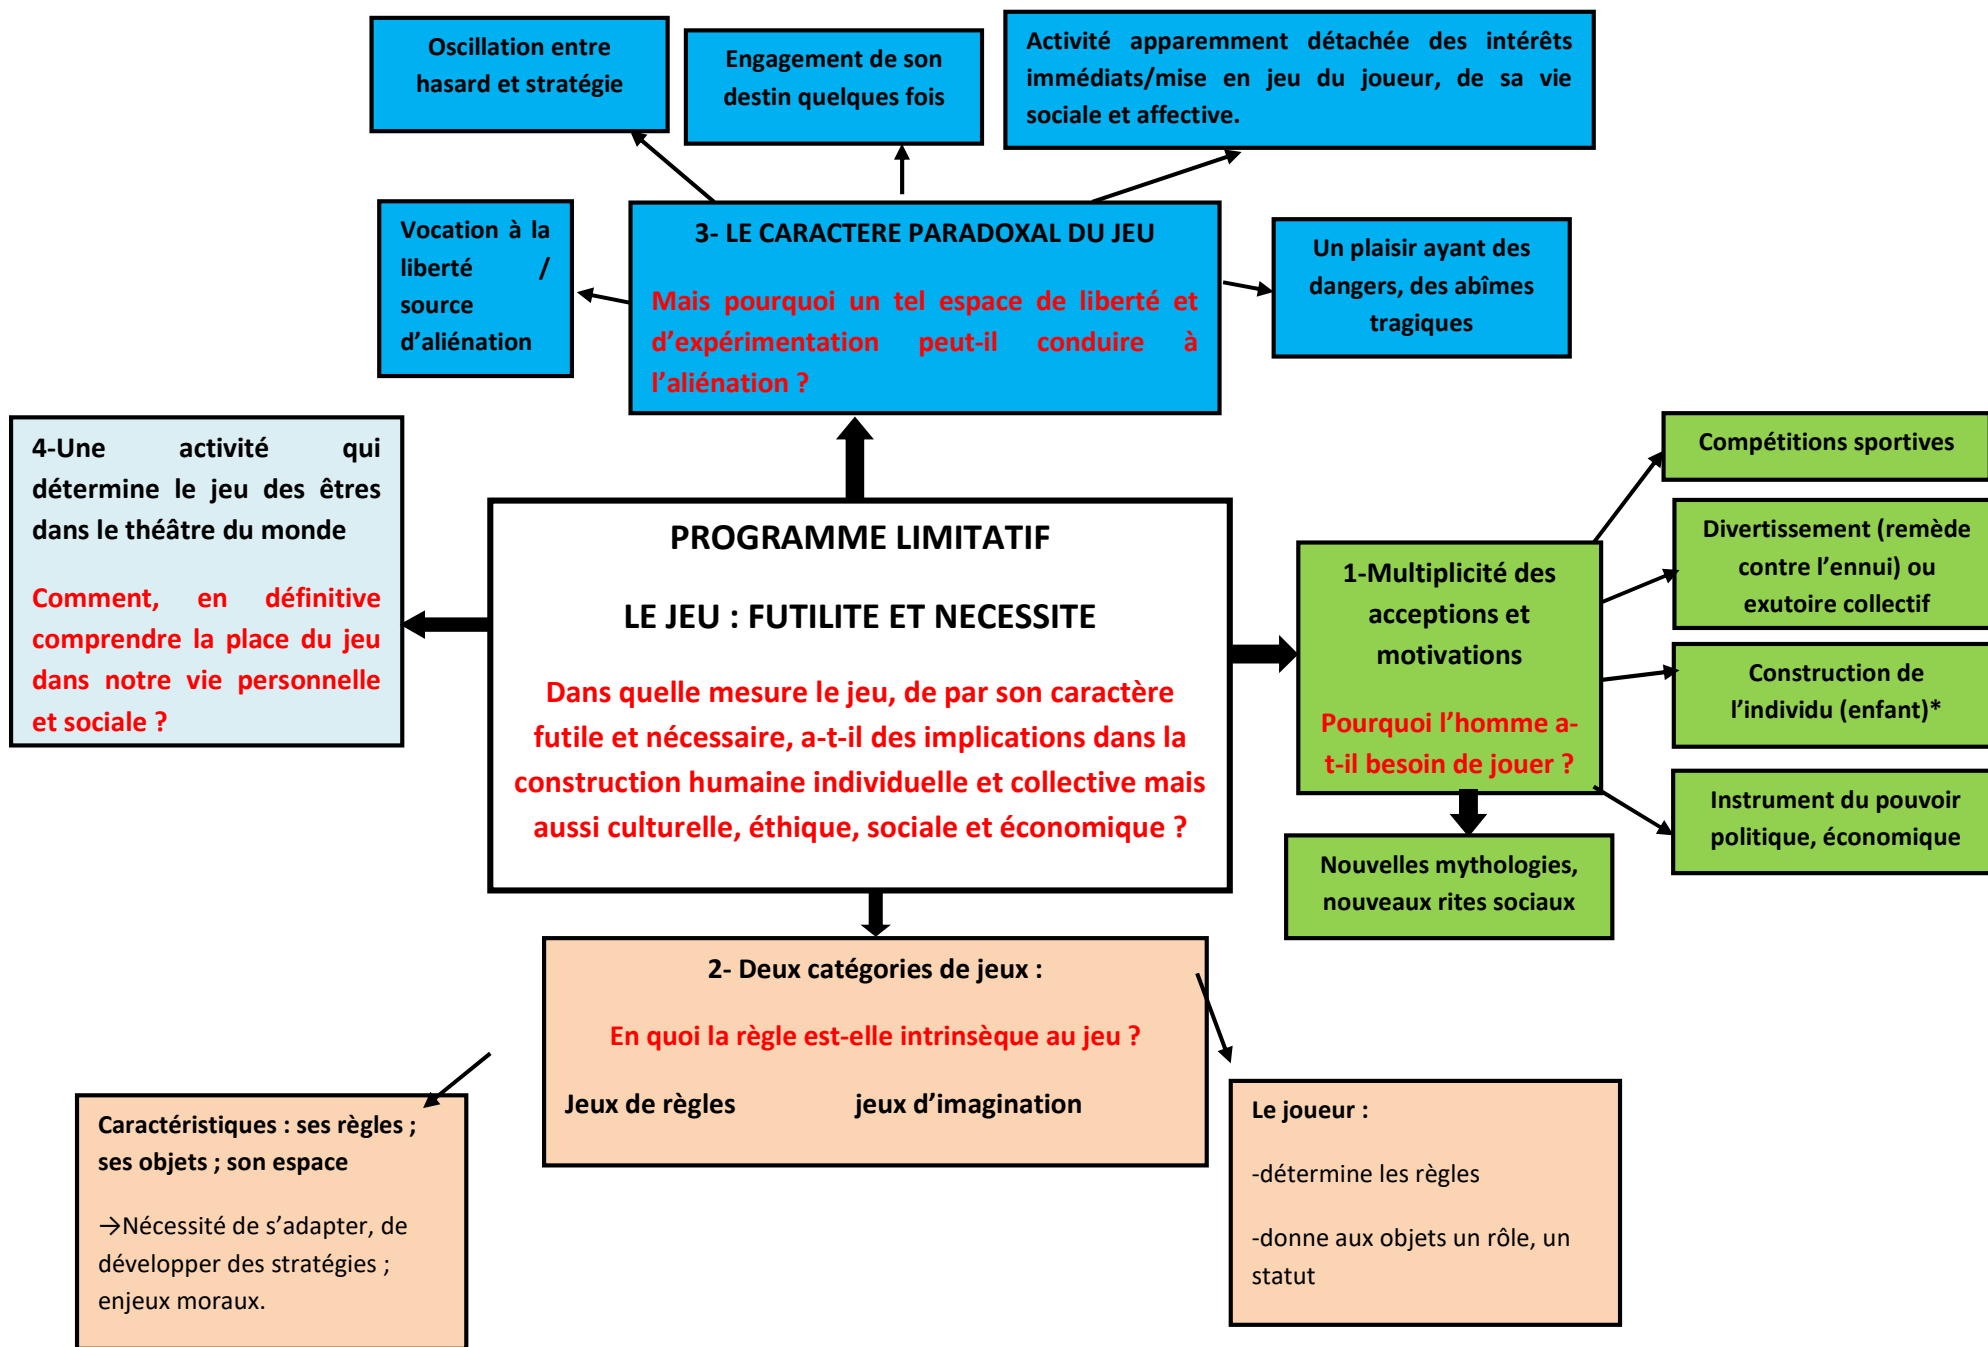 Oscillation entre
hasard et stratégie
Engagement de son
destin quelques fois
Activité apparemment détachée des intérêts
immédiats/mise en jeu du joueur, de sa vie
sociale et affective.
Vocation à la
liberté /
source
d’aliénation
3- LE CARACTERE PARADOXAL DU JEU
Mais pourquoi un tel espace de liberté et
d’expérimentation peut-il conduire à
l’aliénation ?
Un plaisir ayant des
dangers, des abîmes
tragiques
4-Une activité qui
détermine le jeu des êtres
dans le théâtre du monde
Comment, en définitive
comprendre la place du jeu
dans notre vie personnelle
et sociale ?
PROGRAMME LIMITATIF
LE JEU : FUTILITE ET NECESSITE
Dans quelle mesure le jeu, de par son caractère
futile et nécessaire, a-t-il des implications dans la
construction humaine individuelle et collective mais
aussi culturelle, éthique, sociale et économique ?
1-Multiplicité des
acceptions et
motivations
Pourquoi l’homme a-
t-il besoin de jouer ?
Compétitions sportives
Divertissement (remède
contre l’ennui) ou
exutoire collectif
Construction de
l’individu (enfant)*
Instrument du pouvoir
politique, économique
Nouvelles mythologies,
nouveaux rites sociaux
2- Deux catégories de jeux :
En quoi la règle est-elle intrinsèque au jeu ?
Jeux de règles jeux d’imagination
Caractéristiques : ses règles ;
ses objets ; son espace
→Nécessité de s’adapter, de
développer des stratégies ;
enjeux moraux.
Le joueur :
-détermine les règles
-donne aux objets un rôle, un
statut